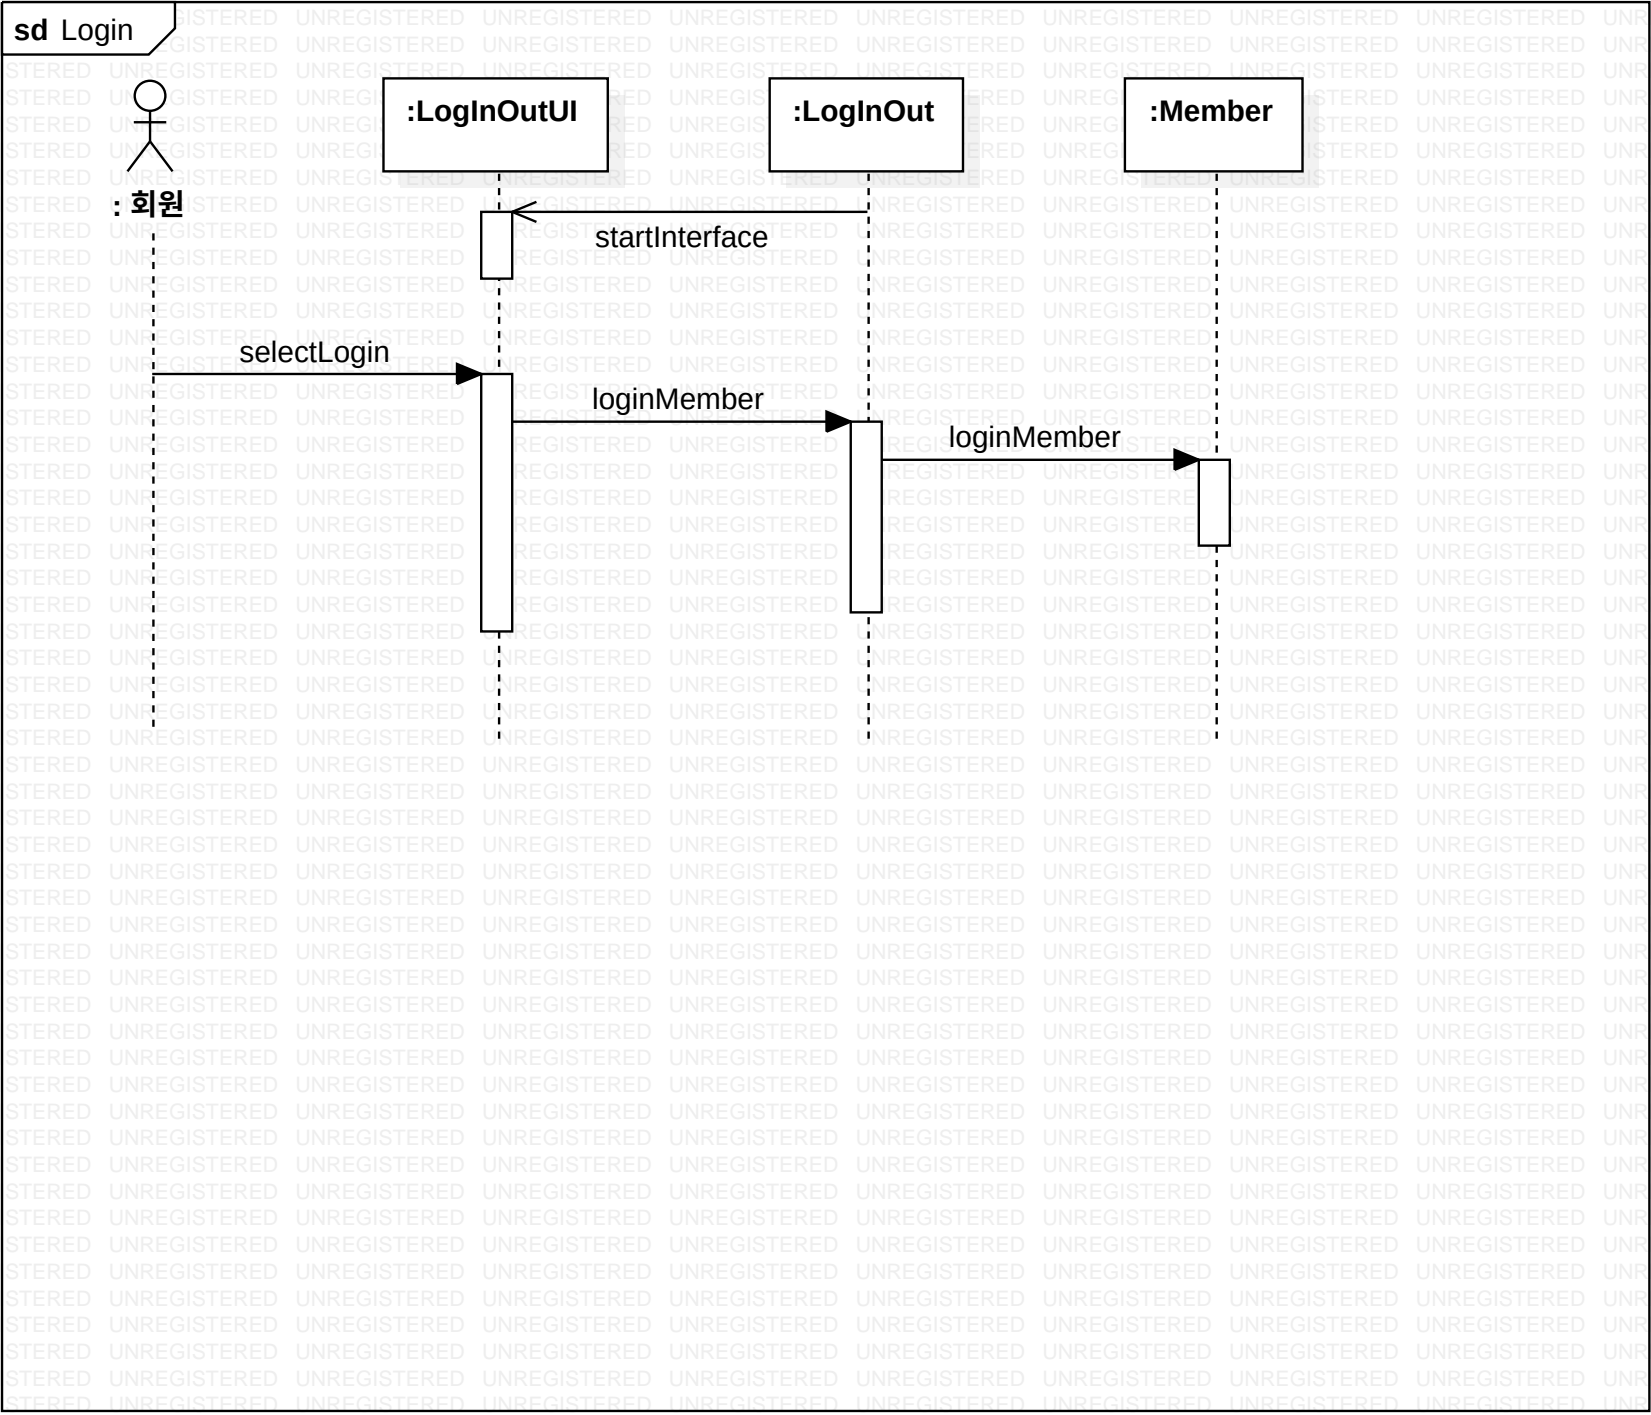 sd Login
:LogInOutUI
:LogInOut
:Member
: 회원
startInterface
selectLogin
loginMember
loginMember